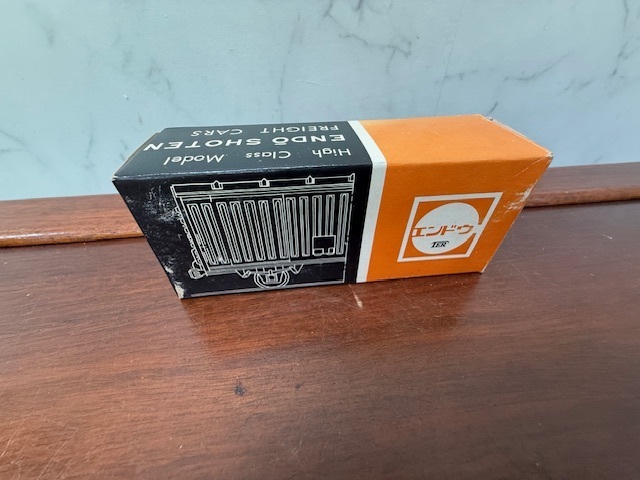 High Class Model
ENDŌ SHOTEN
FREIGHT CARS
エンドウ
TER